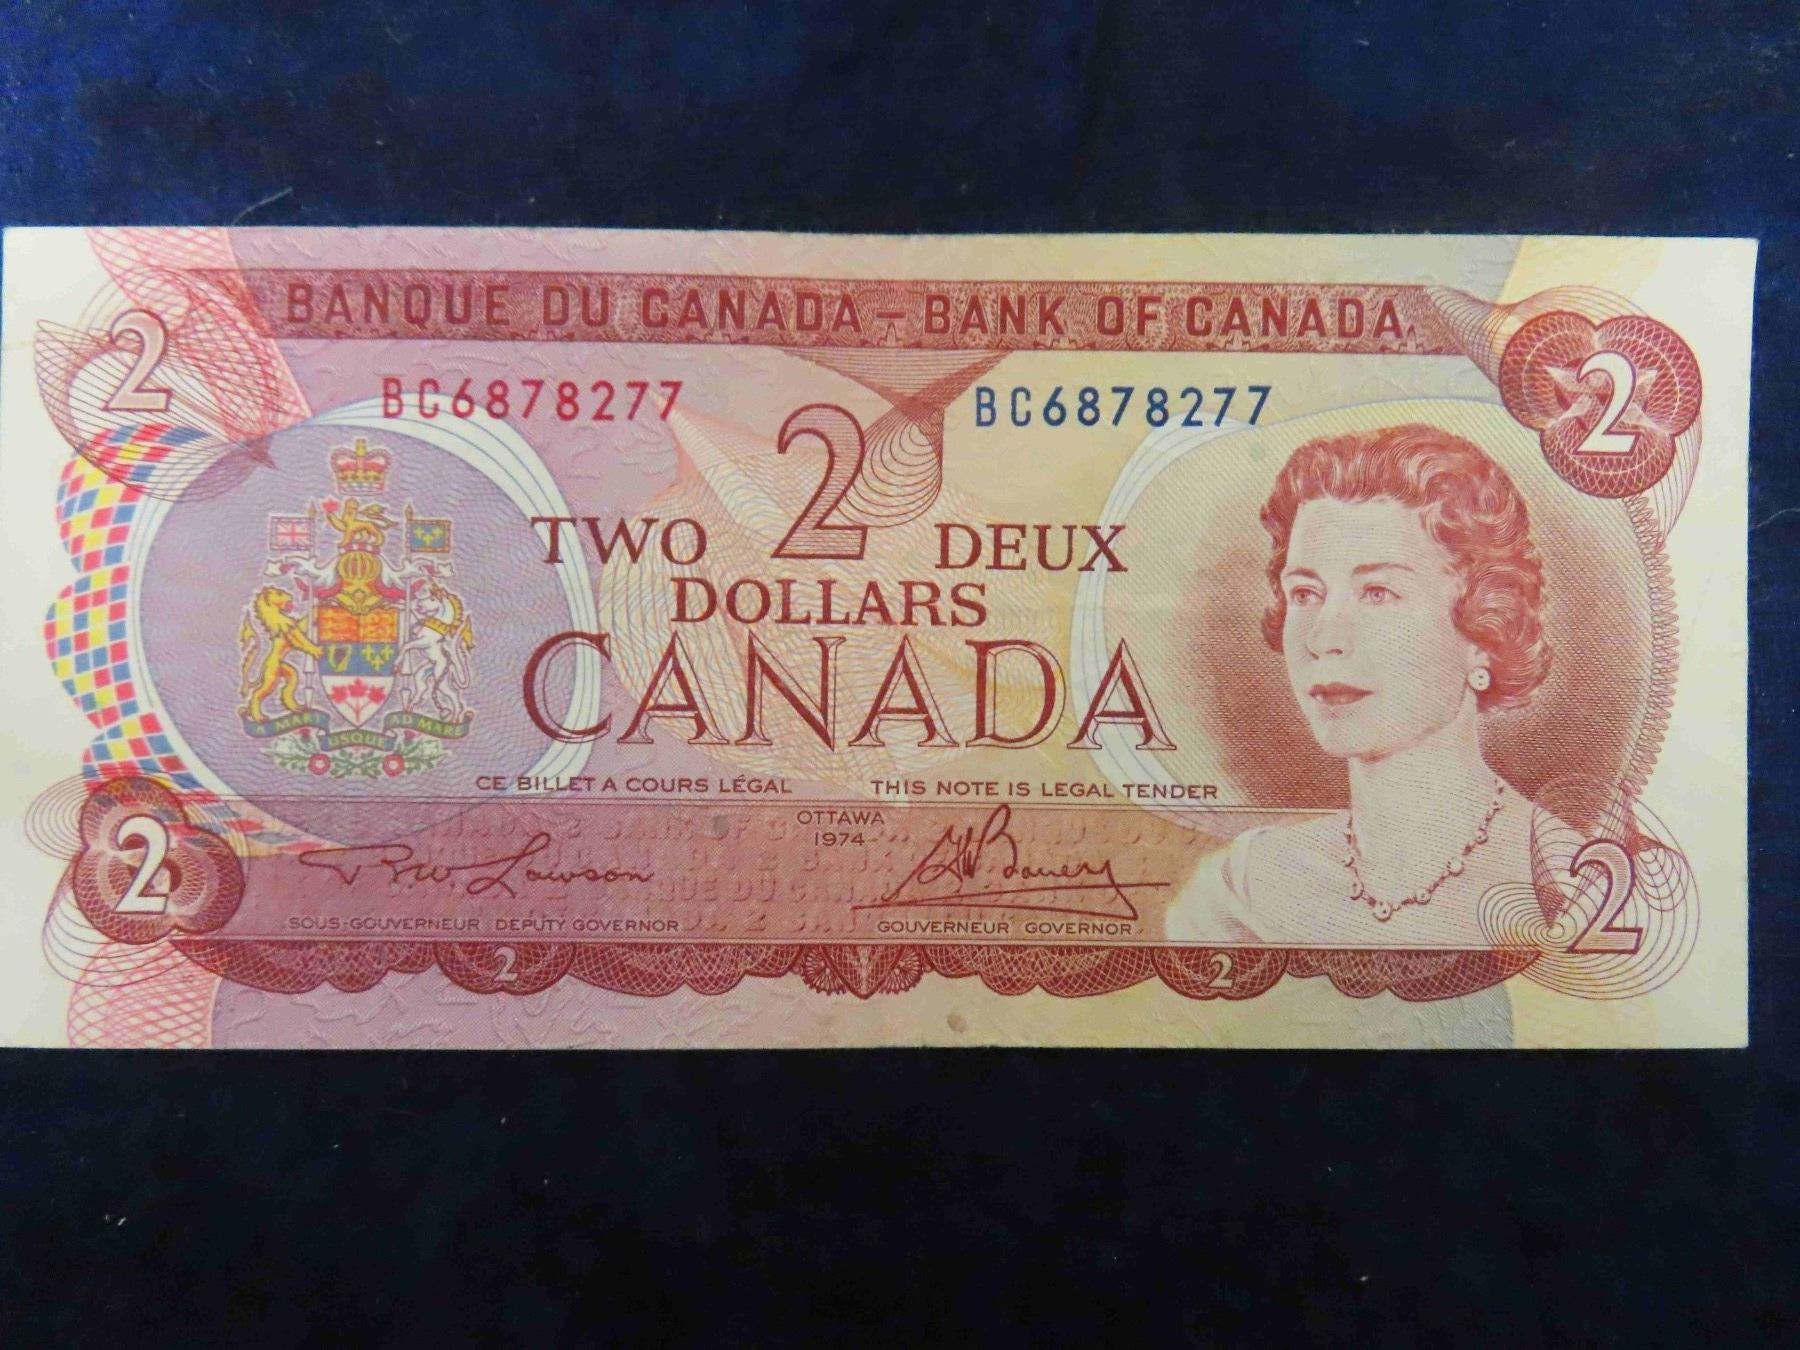 BANQUE DU CANADA – BANK OF CANADA
2
2
BC6878277
BC6878277
2
TWO
DEUX
DOLLARS
CANADA
A MARI USQUE AD MARE
CE BILLET A COURS LÉGAL
THIS NOTE IS LEGAL TENDER
OTTAWA
1974
Lawson
G.K. Bouey
SOUS-GOUVERNEUR DEPUTY GOVERNOR
GOUVERNEUR GOVERNOR
2
2
2
2